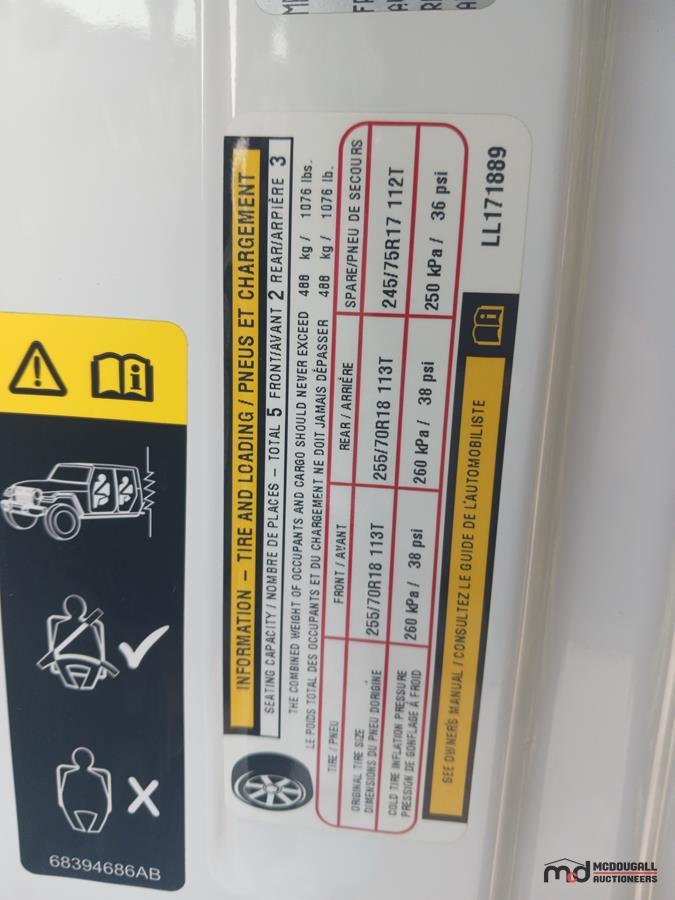 INFORMATION – TIRE AND LOADING / PNEUS ET CHARGEMENT
SEATING CAPACITY / NOMBRE DE PLACES – TOTAL 5 FRONT/AVANT 2 REAR/ARRIÈRE 3
THE COMBINED WEIGHT OF OCCUPANTS AND CARGO SHOULD NEVER EXCEED 488 kg / 1076 lbs.
LE POIDS TOTAL DES OCCUPANTS ET DU CHARGEMENT NE DOIT JAMAIS DÉPASSER 488 kg / 1076 lb.
TIRE / PNEU FRONT / AVANT REAR / ARRIÈRE SPARE/PNEU DE SECOURS
ORIGINAL TIRE SIZE
DIMENSIONS DU PNEU DORIGINE
255/70R18 113T 255/70R18 113T 245/75R17 112T
COLD TIRE INFLATION PRESSURE
PRESSION DE GONFLAGE À FROID
260 kPa / 38 psi 260 kPa / 38 psi 250 kPa / 36 psi
SEE OWNER'S MANUAL / CONSULTEZ LE GUIDE DE L'AUTOMOBILISTE
LL171889
68394686AB
McDOUGALL
AUCTIONEERS